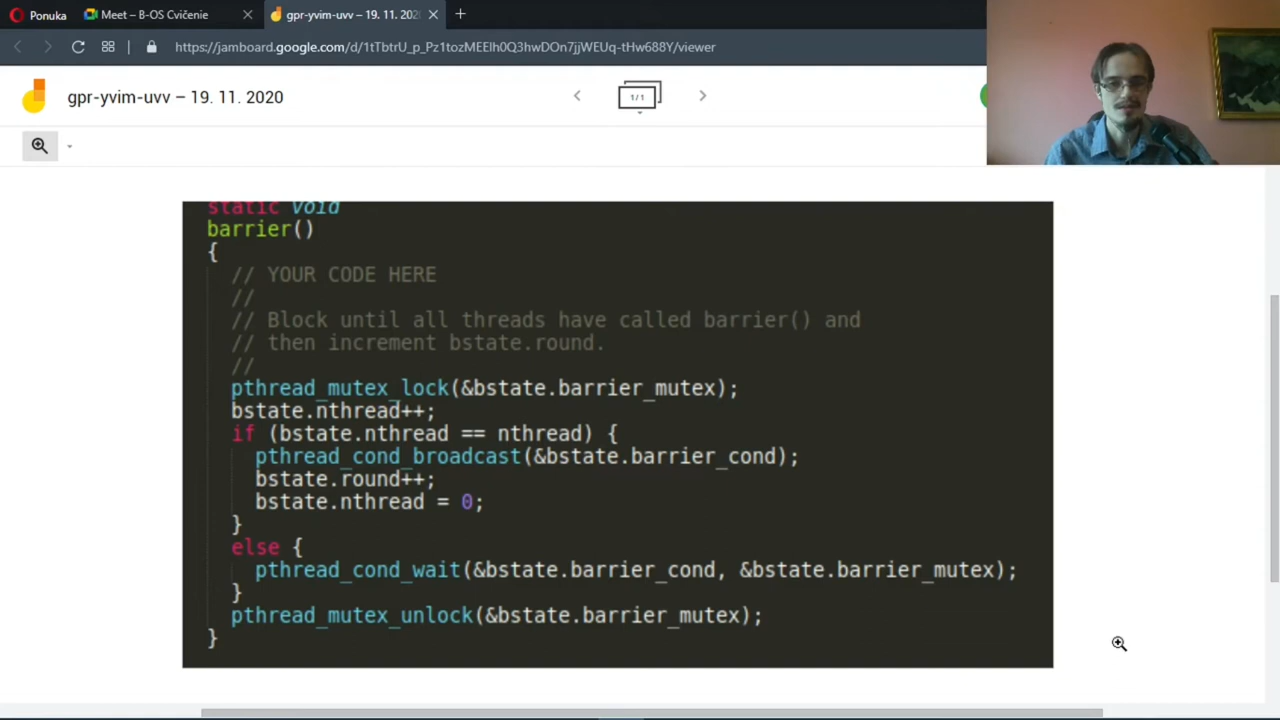 Ponuka
Meet – B-OS Cvičenie
gpr-yvim-uvv – 19. 11. 202
https://jamboard.google.com/d/1tTbtrU_p_Pz1tozMEEIh0Q3hwDOn7jjWEUq-tHw688Y/viewer
gpr-yvim-uvv – 19. 11. 2020
1/1
static void
barrier()
{
// YOUR CODE HERE
//
// Block until all threads have called barrier() and
// then increment bstate.round.
//
pthread_mutex_lock(&bstate.barrier_mutex);
bstate.nthread++;
if (bstate.nthread == nthread) {
pthread_cond_broadcast(&bstate.barrier_cond);
bstate.round++;
bstate.nthread = 0;
}
else {
pthread_cond_wait(&bstate.barrier_cond, &bstate.barrier_mutex);
}
pthread_mutex_unlock(&bstate.barrier_mutex);
}